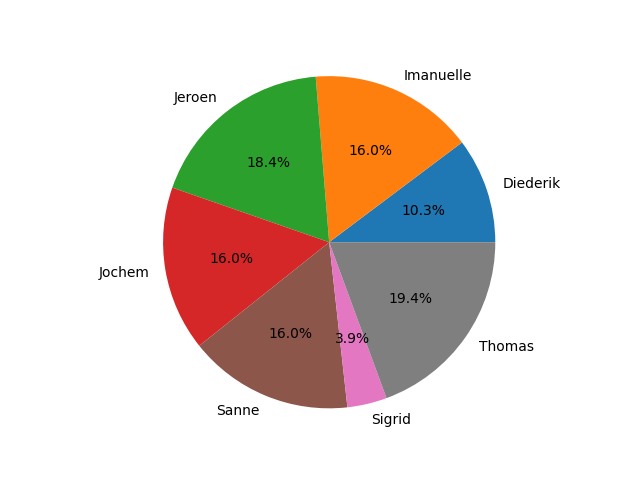 Imanuelle
Jeroen
16.0%
18.4%
Diederik
10.3%
16.0%
Jochem
19.4%
16.0%
3.9%
Thomas
Sanne
Sigrid